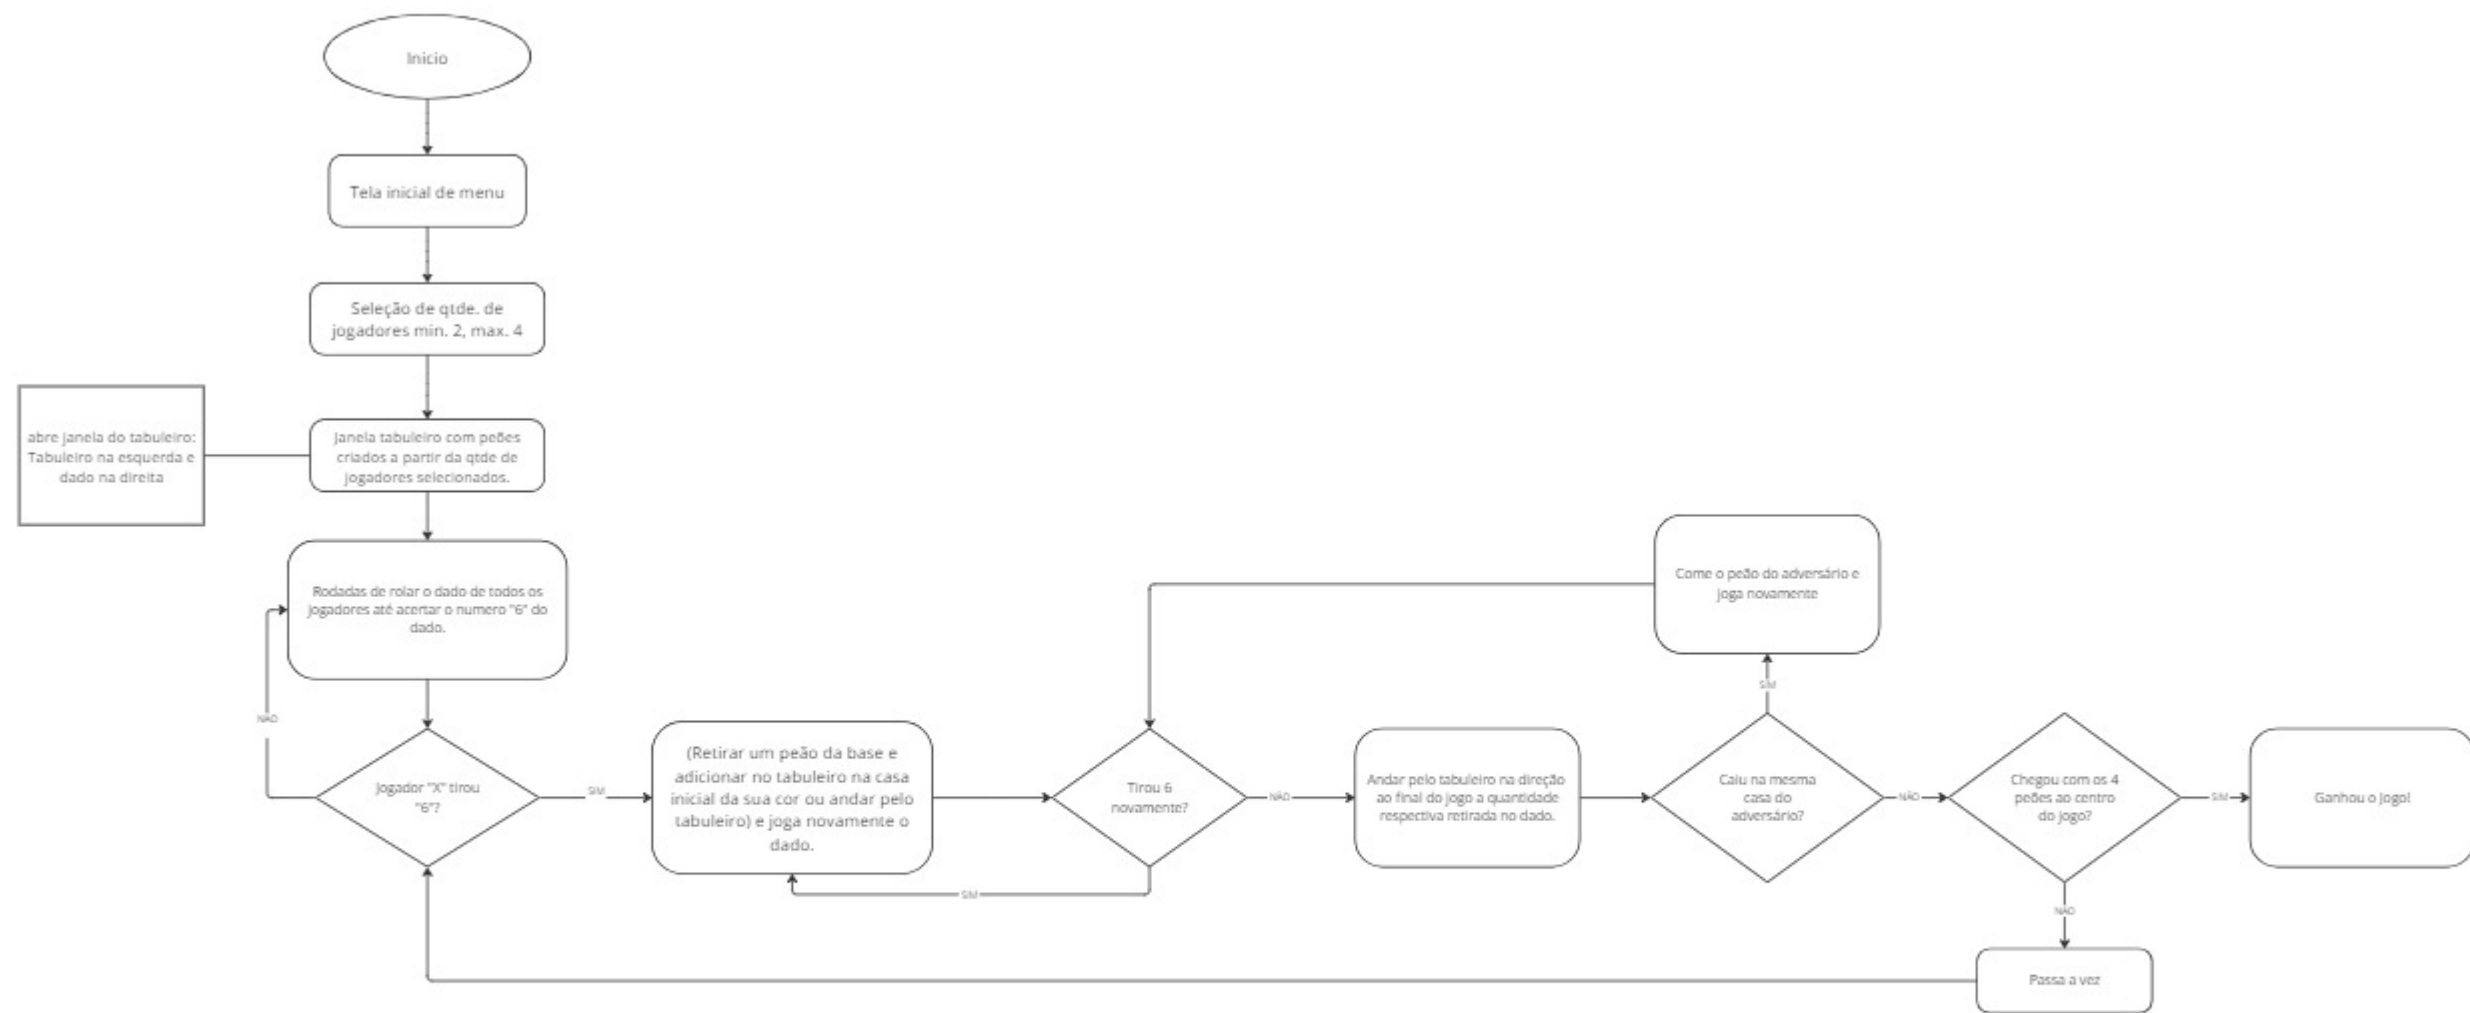 Inicio
Tela inicial de menu
Seleção de qtde. de
jogadores min. 2, max. 4
abre janela do tabuleiro:
Tabuleiro na esquerda e
dado na direita
Janela tabuleiro com peões
criados a partir da qtde de
jogadores selecionados.
Rodadas de rolar o dado de todos os
jogadores até acertar o numero "6" do
dado.
NÃO
Jogador "X" tirou
"6"?
SIM
(Retirar um peão da base e
adicionar no tabuleiro na casa
inicial da sua cor ou andar pelo
tabuleiro) e joga novamente o
dado.
Tirou 6
novamente?
SIM
NÃO
Andar pelo tabuleiro na direção
ao final do jogo a quantidade
respectiva retirada no dado.
Caiu na mesma
casa do
adversário?
SIM
Come o peão do adversário e
joga novamente
NÃO
Chegou com os 4
peões ao centro
do jogo?
SIM
Ganhou o Jogo!
NÃO
Passa a vez